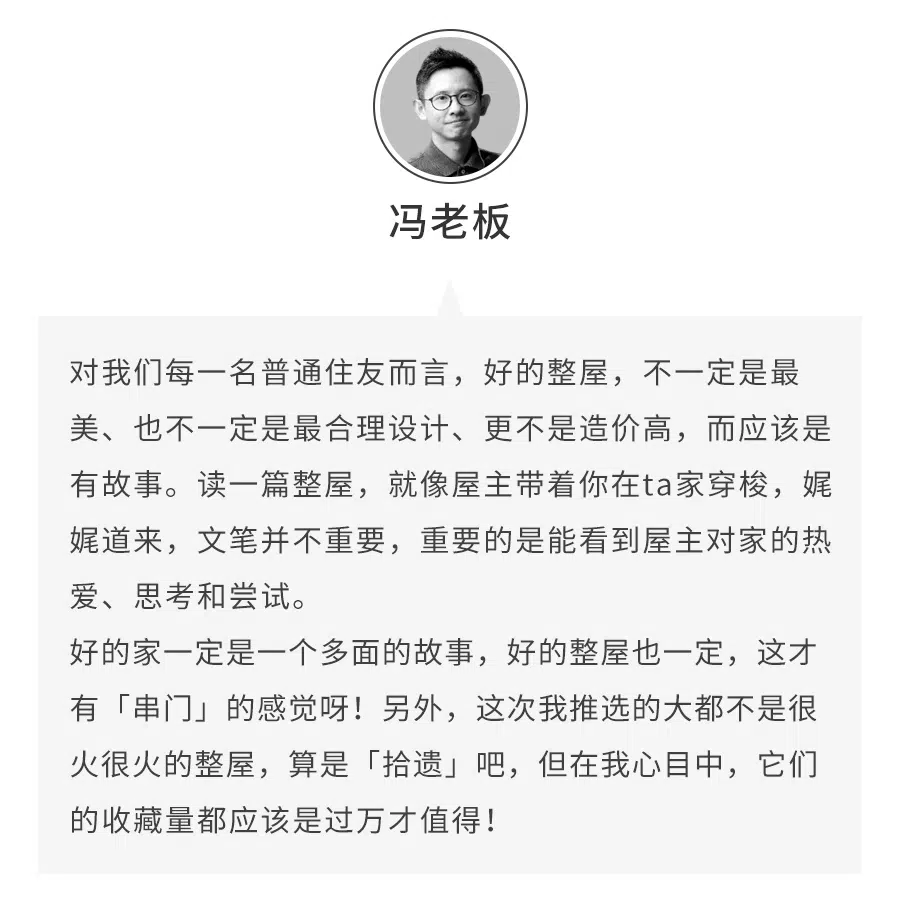 冯老板
对我们每一名普通住友而言，好的整屋，不一定是最
美、也不一定是最合理设计、更不是造价高，而应该是
有故事。读一篇整屋，就像屋主带着你在ta家穿梭，娓
娓道来，文笔并不重要，重要的是能看到屋主对家的热
爱、思考和尝试。
好的家一定是一个多面的故事，好的整屋也一定，这才
有「串门」的感觉呀！另外，这次我推选的大都不是很
火很火的整屋，算是「拾遗」吧，但在我心目中，它们
的收藏量都应该是过万才值得！